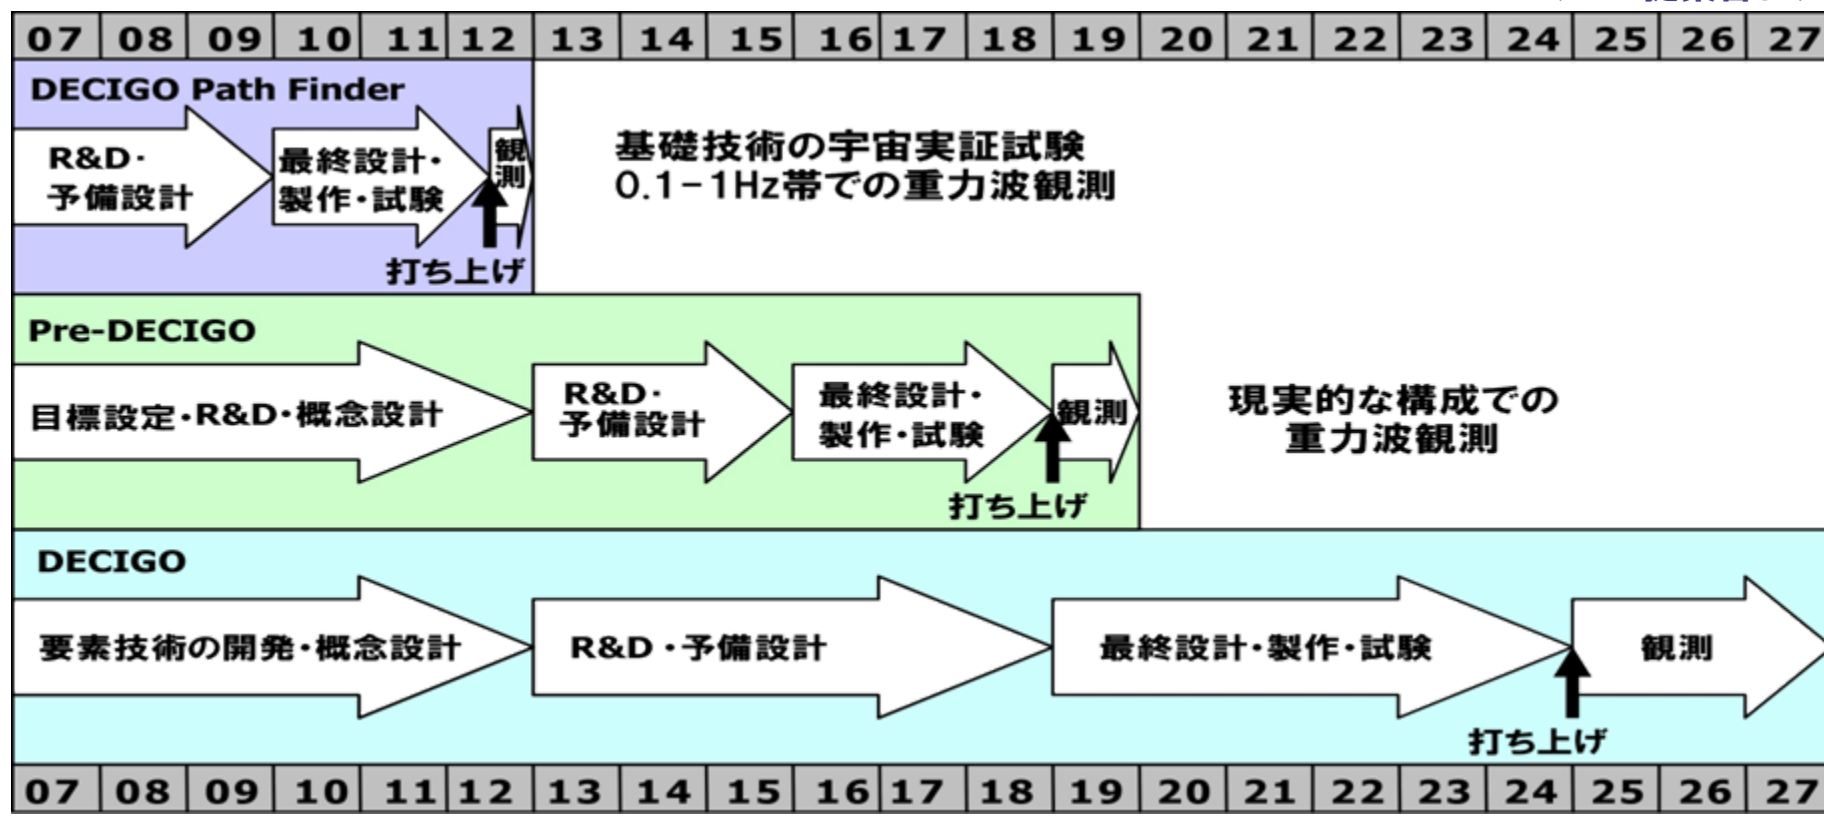 07 08 09 10 11 12 13 14 15 16 17 18 19 20 21 22 23 24 25 26 27
DECIGO Path Finder
R&D・
予備設計
最終設計・
製作・試験
観
測
打ち上げ
基礎技術の宇宙実証試験
0.1-1Hz帯での重力波観測
Pre-DECIGO
目標設定・R&D・概念設計
R&D・
予備設計
最終設計・
製作・試験
観測
打ち上げ
現実的な構成での
重力波観測
DECIGO
要素技術の開発・概念設計
R&D・予備設計
最終設計・製作・試験
観測
打ち上げ
07 08 09 10 11 12 13 14 15 16 17 18 19 20 21 22 23 24 25 26 27